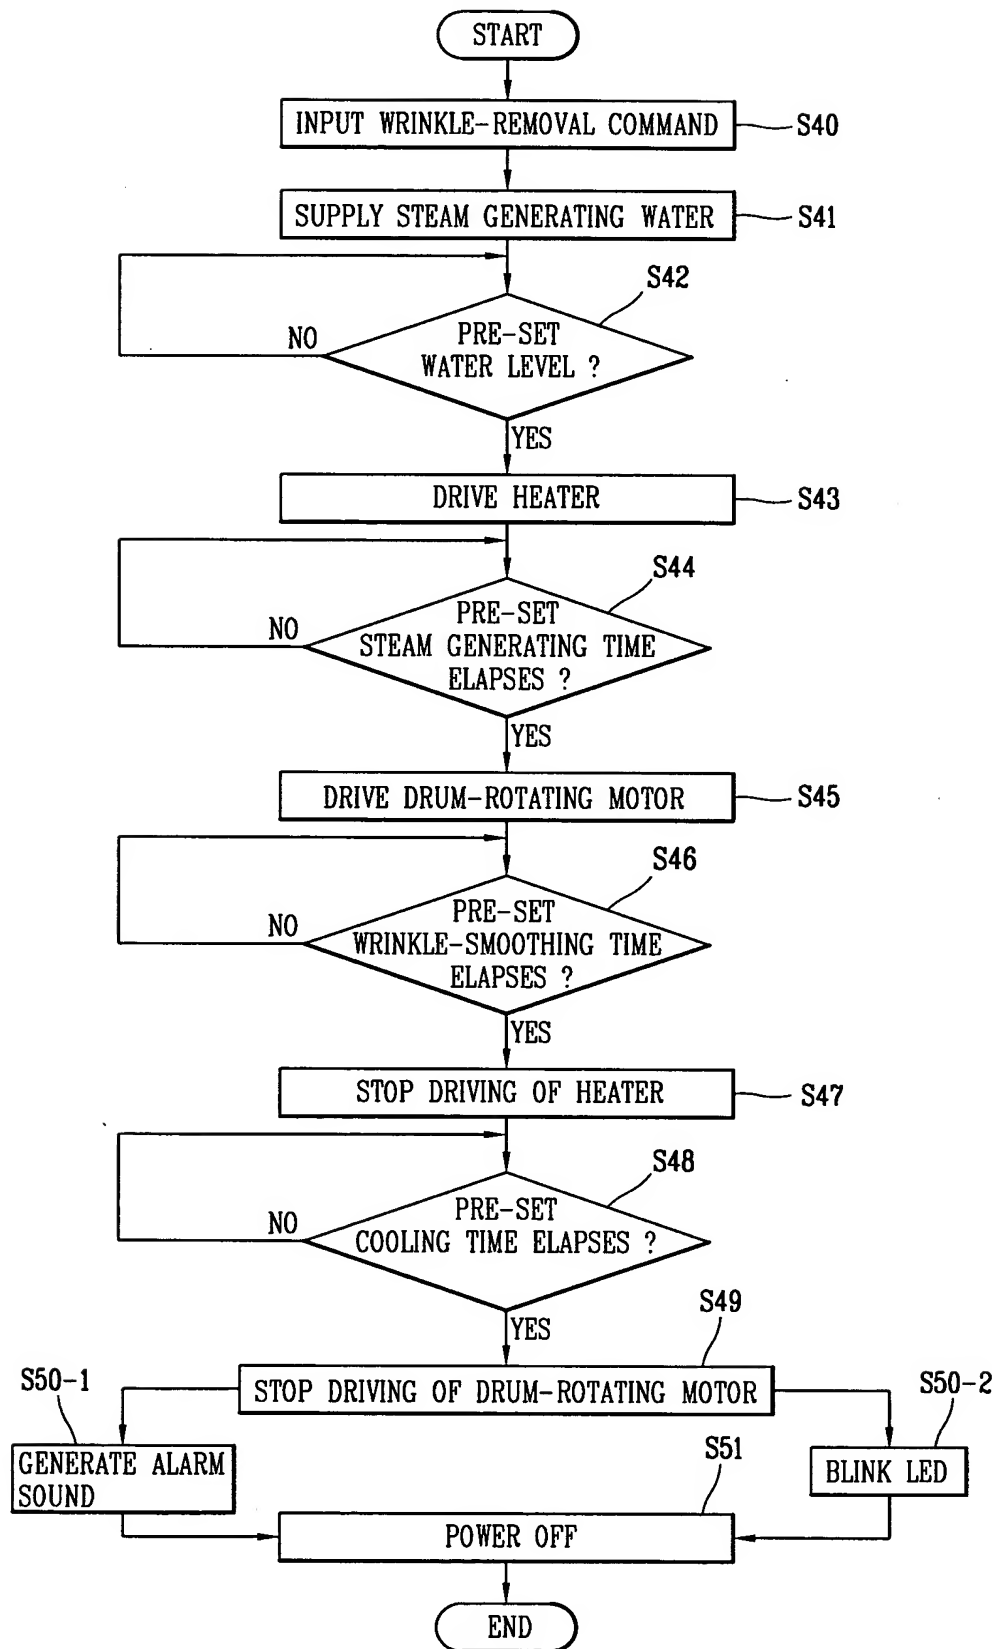 START
INPUT WRINKLE-REMOVAL COMMAND
S40
SUPPLY STEAM GENERATING WATER
S41
S42
PRE-SET
WATER LEVEL ?
NO
YES
DRIVE HEATER
S43
S44
PRE-SET
STEAM GENERATING TIME
ELAPSES ?
NO
YES
DRIVE DRUM-ROTATING MOTOR
S45
S46
PRE-SET
WRINKLE-SMOOTHING TIME
ELAPSES ?
NO
YES
STOP DRIVING OF HEATER
S47
S48
PRE-SET
COOLING TIME ELAPSES ?
NO
YES
S49
STOP DRIVING OF DRUM-ROTATING MOTOR
S50-1
GENERATE ALARM
SOUND
S50-2
BLINK LED
S51
POWER OFF
END